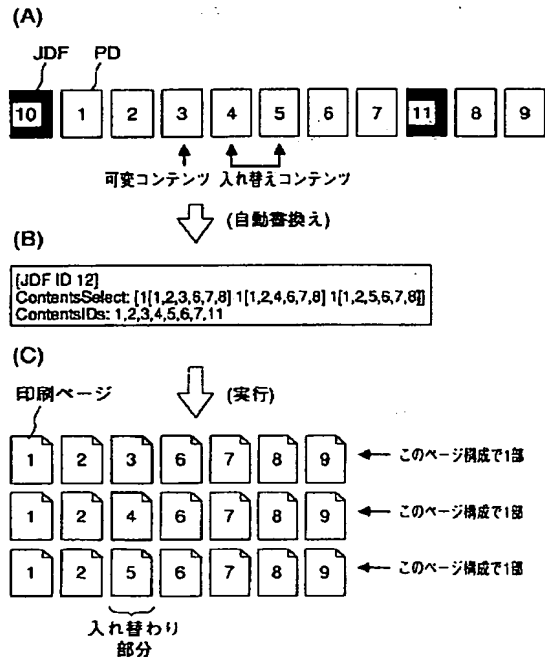 (A)
JDF PD
10 1 2 3 4 5 6 7 11 8 9
可変コンテンツ 入れ替えコンテンツ
(自動書換え)
(B)
[JDF ID 12]
ContentsSelect: [1[1,2,3,6,7,8] 1[1,2,4,6,7,8] 1[1,2,5,6,7,8]]
ContentsIDs: 1,2,3,4,5,6,7,11
(C)
印刷ページ (実行)
1 2 3 6 7 8 9 このページ構成で1部
1 2 4 6 7 8 9 このページ構成で1部
1 2 5 6 7 8 9 このページ構成で1部
入れ替わり
部分